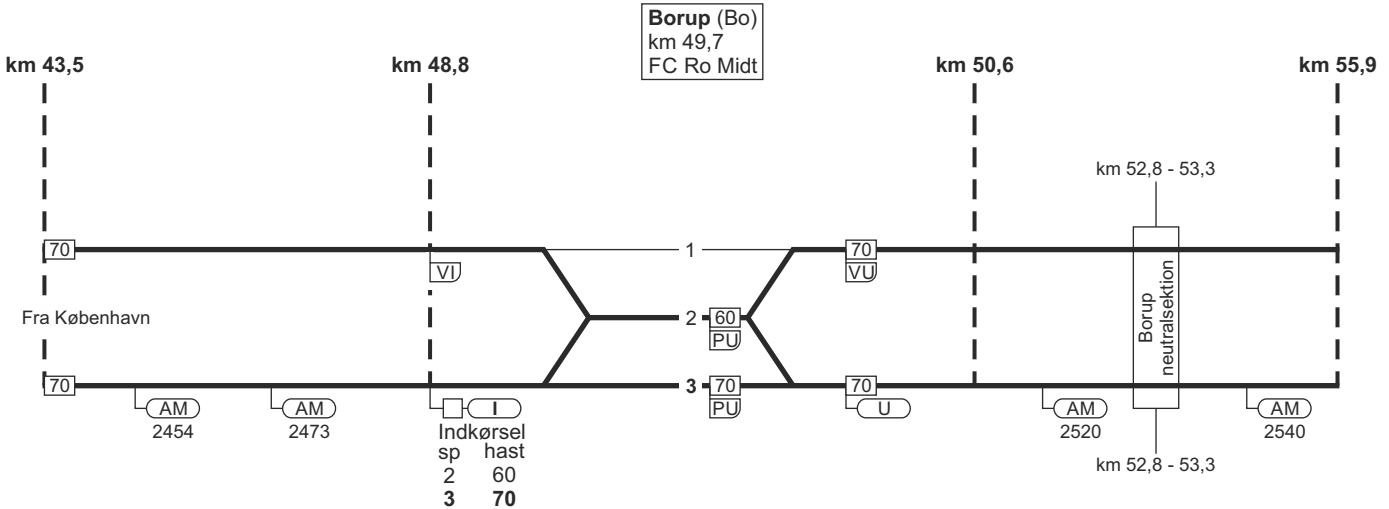 Borup (Bo)
km 49,7
FC Ro Midt
km 43,5
km 48,8
km 50,6
km 55,9
km 52,8 - 53,3
70
1
70
VI
VU
Fra København
2
60
PU
Borup
neutralsektion
70
3
70
70
AM
AM
I
PU
U
AM
AM
2454
2473
Indkørsel
2520
2540
sp hast
2 60
km 52,8 - 53,3
3 70